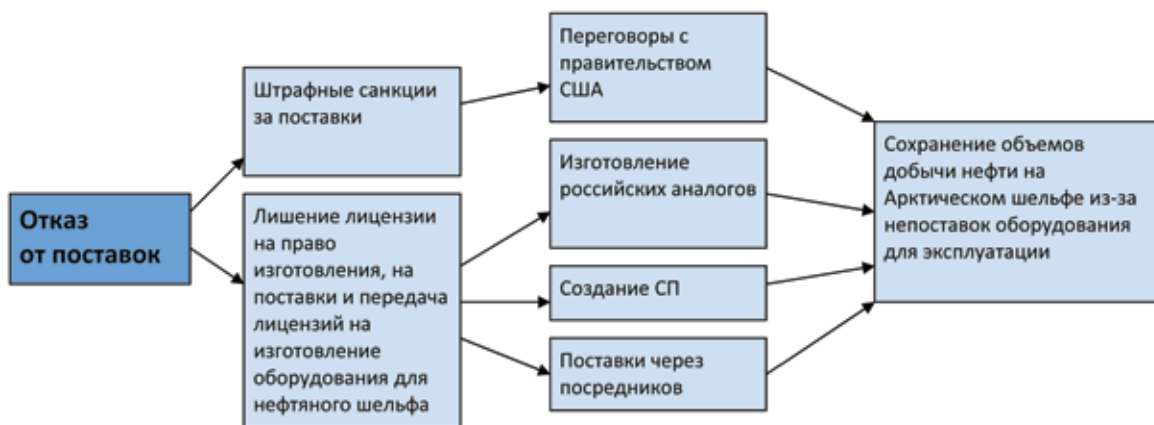 Отказ
от поставок
Штрафные санкции
за поставки
Лишение лицензии
на право
изготовления, на
поставки и передача
лицензий на
изготовление
оборудования для
нефтяного шельфа
Переговоры с
правительством
США
Изготовление
российских аналогов
Создание СП
Поставки через
посредников
Сохранение объемов
добычи нефти на
Арктическом шельфе из-за
непоставок оборудования
для эксплуатации